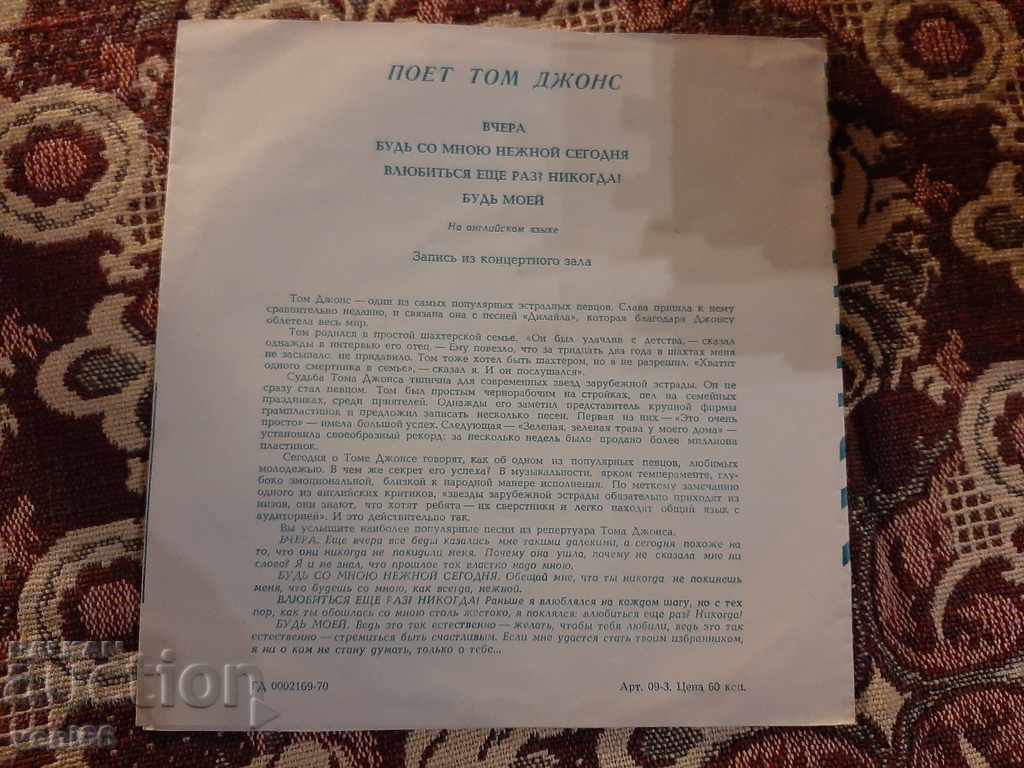 ПОЕТ ТОМ ДЖОНС
ВЧЕРА
БУДЬ СО МНОЮ НЕЖНОЙ СЕГОДНЯ
ВЛЮБИТЬСЯ ЕЩЕ РАЗ? НИКОГДА!
БУДЬ МОЕЙ
На английском языке
Запись из концертного зала
Том Джонс — один из самых популярных эстрадных певцов. Слава пришла к нему
сравнительно недавно, и связана она с песней «Дилайла», которая благодаря Джонсу
облетела весь мир.
Том родился в простой шахтерской семье. «Он был удачлив с детства, — сказал
однажды в интервью его отец. — Ему повезло, что за тридцать два года в шахтах меня
не засыпало, не придавило. Том тоже хотел быть шахтером, но я не разрешил. «Хватит
одного смертника в семье», — сказал я. И он послушался».
Судьба Тома Джонса типична для современных звезд зарубежной эстрады. Он не
сразу стал певцом. Том был простым чернорабочим на стройках, пел на семейных
праздниках, среди приятелей. Однажды его заметил представитель крупной фирмы
грампластинок и предложил записать несколько песен. Первая из них — «Это очень
просто» — имела большой успех. Следующая — «Зеленая, зеленая трава у моего дома» —
установила своеобразный рекорд: за несколько недель было продано более миллиона
пластинок.
Сегодня о Томе Джонсе говорят, как об одном из популярных певцов, любимых
молодежью. В чем же секрет его успеха? В музыкальности, ярком темпераменте, глу-
боко эмоциональной, близкой к народной манере исполнения. По меткому замечанию
одного из английских критиков, «звезды зарубежной эстрады обязательно приходят из
низов, они знают, что хотят ребята — их сверстники и легко находят общий язык с
аудиторией». И это действительно так.
Вы услышите наиболее популярные песни из репертуара Тома Джонса.
ВЧЕРА. Еще вчера все беды казались мне такими далекими, а сегодня похоже на
то, что они никогда не покидали меня. Почему она ушла, почему не сказала мне ни
слова? Я и не знал, что прошлое так властно надо мною.
БУДЬ СО МНОЮ НЕЖНОЙ СЕГОДНЯ. Обещай мне, что ты никогда не покинешь
меня, что будешь со мною, как всегда, нежной.
ВЛЮБИТЬСЯ ЕЩЕ РАЗ? НИКОГДА! Раньше я влюблялся на каждом шагу, но с тех
пор, как ты обошлась со мною столь жестоко, я поклялся: влюбиться еще раз? Никогда!
БУДЬ МОЕЙ. Ведь это так естественно — желать, чтобы тебя любили, ведь это так
естественно — стремиться быть счастливым. Если мне удастся стать твоим избранником,
я ни о ком не стану думать, только о тебе...
ГД 0002169-70
Арт. 09-3. Цена 60 коп.
BALKAN
auction
veni66